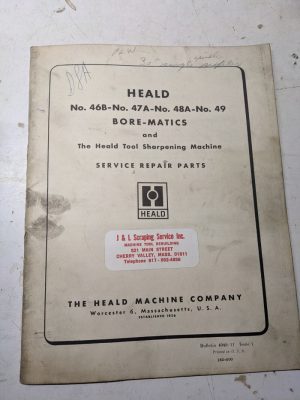 HEALD
No. 46B-No. 47A-No. 48A-No. 49
BORE-MATICS
and
The Heald Tool Sharpening Machine
SERVICE REPAIR PARTS
HEALD
J & L Scraping Service Inc.
MACHINE TOOL REBUILDING
521 MAIN STREET
CHERRY VALLEY, MASS. 01611
THE HEALD MACHINE COMPANY
Worcester 6, Massachusetts, U. S. A.
Printed in U. S. A.